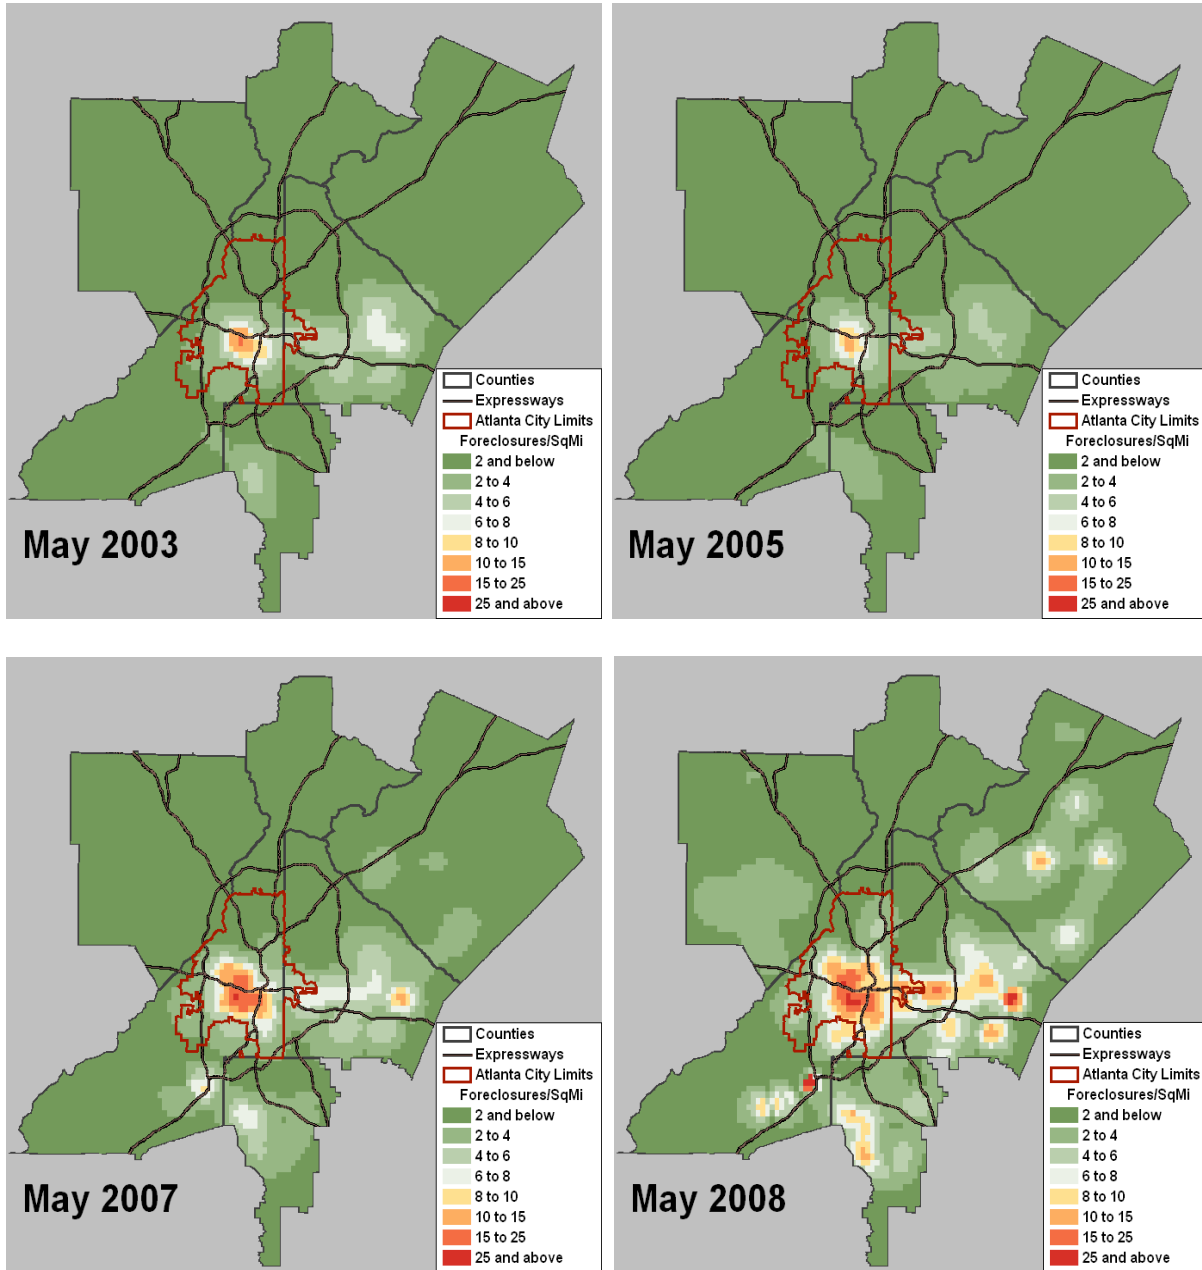 Counties
Expressways
Atlanta City Limits
Foreclosures/SqMi
2 and below
2 to 4
4 to 6
6 to 8
8 to 10
10 to 15
15 to 25
25 and above
May 2003
Counties
Expressways
Atlanta City Limits
Foreclosures/SqMi
2 and below
2 to 4
4 to 6
6 to 8
8 to 10
10 to 15
15 to 25
25 and above
May 2005
Counties
Expressways
Atlanta City Limits
Foreclosures/SqMi
2 and below
2 to 4
4 to 6
6 to 8
8 to 10
10 to 15
15 to 25
25 and above
May 2007
Counties
Expressways
Atlanta City Limits
Foreclosures/SqMi
2 and below
2 to 4
4 to 6
6 to 8
8 to 10
10 to 15
15 to 25
25 and above
May 2008